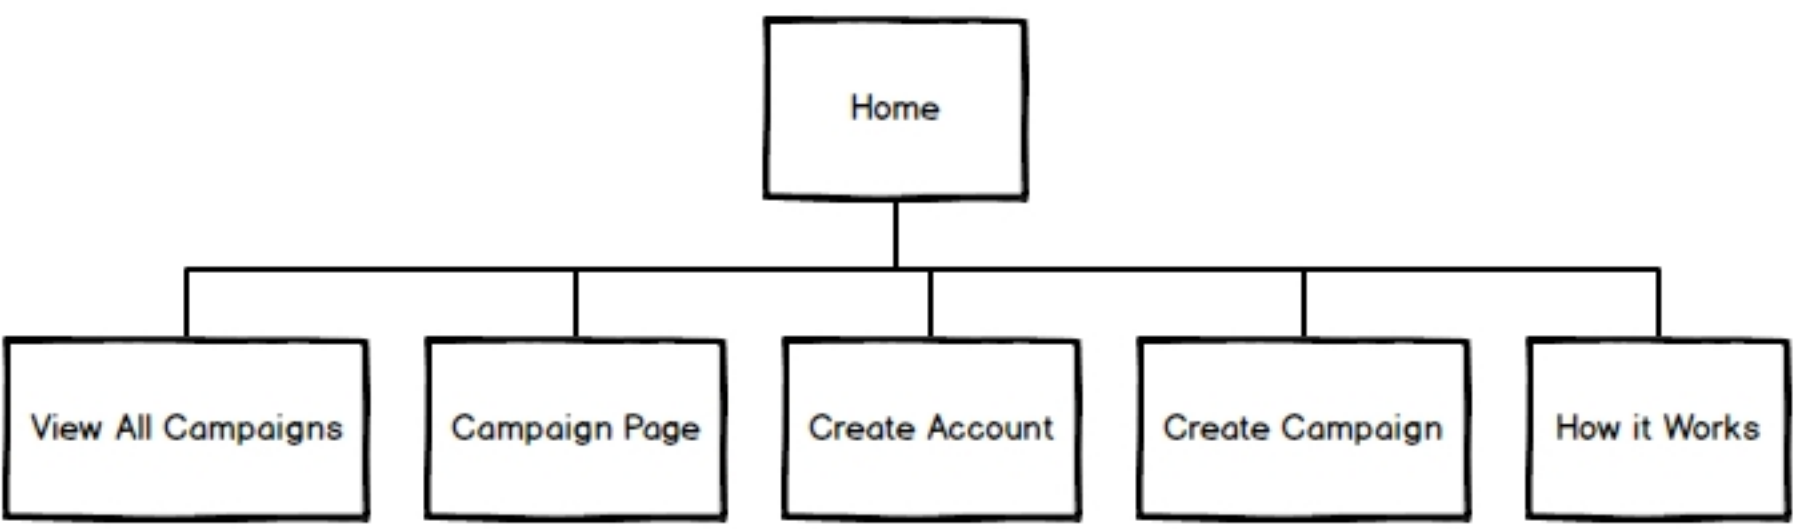 Home
View All Campaigns
Campaign Page
Create Account
Create Campaign
How it Works